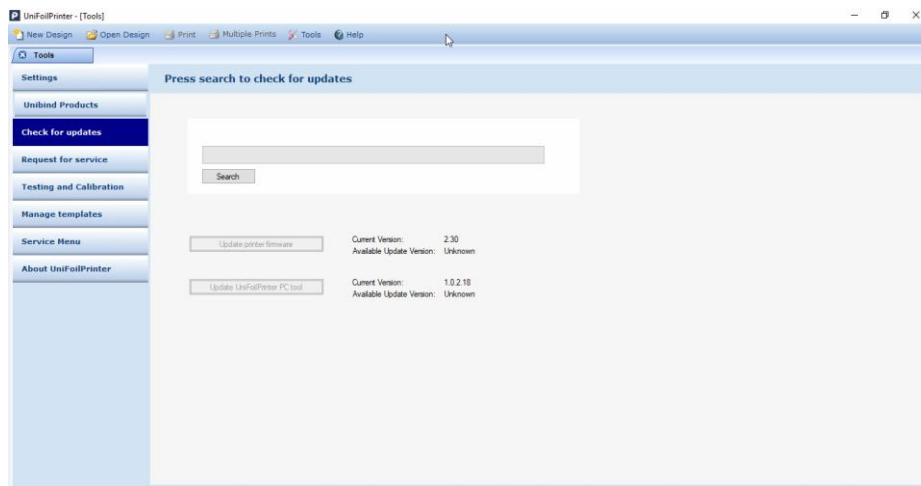 UniFoilPrinter - [Tools]
New Design Open Design Print Multiple Prints Tools Help
Tools
Settings
Press search to check for updates
Unibind Products
Check for updates
Request for service
Search
Testing and Calibration
Manage templates
Service Menu
Update printer firmware
Current Version: 2.30
Available Update Version: Unknown
About UniFoilPrinter
Update UniFoilPrinter PC tool
Current Version: 1.0.2.18
Available Update Version: Unknown